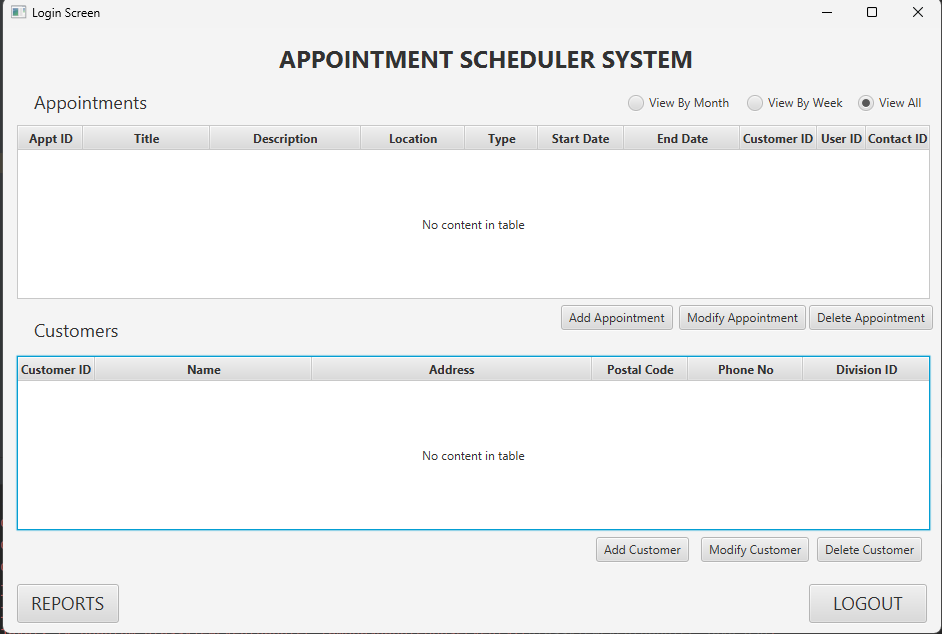 Login Screen
APPOINTMENT SCHEDULER SYSTEM
Appointments
View By Month View By Week View All
Appt ID Title Description Location Type Start Date End Date Customer ID User ID Contact ID
No content in table
Add Appointment Modify Appointment Delete Appointment
Customers
Customer ID Name Address Postal Code Phone No Division ID
No content in table
Add Customer Modify Customer Delete Customer
REPORTS LOGOUT